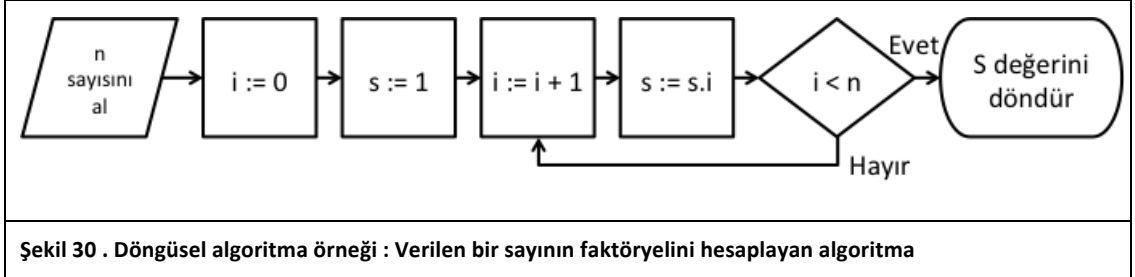 n
sayısını
al
i := 0
s := 1
i := i + 1
s := s.i
i < n
Evet
S değerini
döndür
Hayır
Şekil 30 . Döngüsel algoritma örneği : Verilen bir sayının faktöryelini hesaplayan algoritma